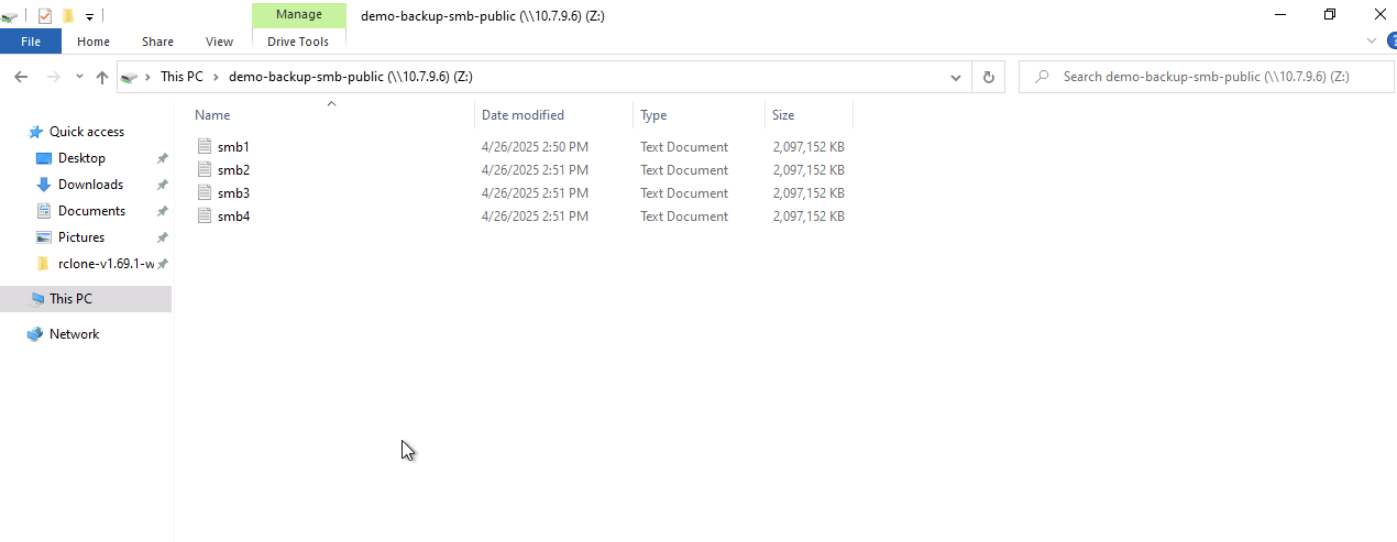 Manage demo-backup-smb-public (\\10.7.9.6) (Z:)
File Home Share View Drive Tools
This PC > demo-backup-smb-public (\\10.7.9.6) (Z:) Search demo-backup-smb-public (\\10.7.9.6) (Z:)
Name Date modified Type Size
Quick access
Desktop
Downloads
Documents
Pictures
rclone-v1.69.1-w
This PC
Network
smb1 4/26/2025 2:50 PM Text Document 2,097,152 KB
smb2 4/26/2025 2:51 PM Text Document 2,097,152 KB
smb3 4/26/2025 2:51 PM Text Document 2,097,152 KB
smb4 4/26/2025 2:51 PM Text Document 2,097,152 KB